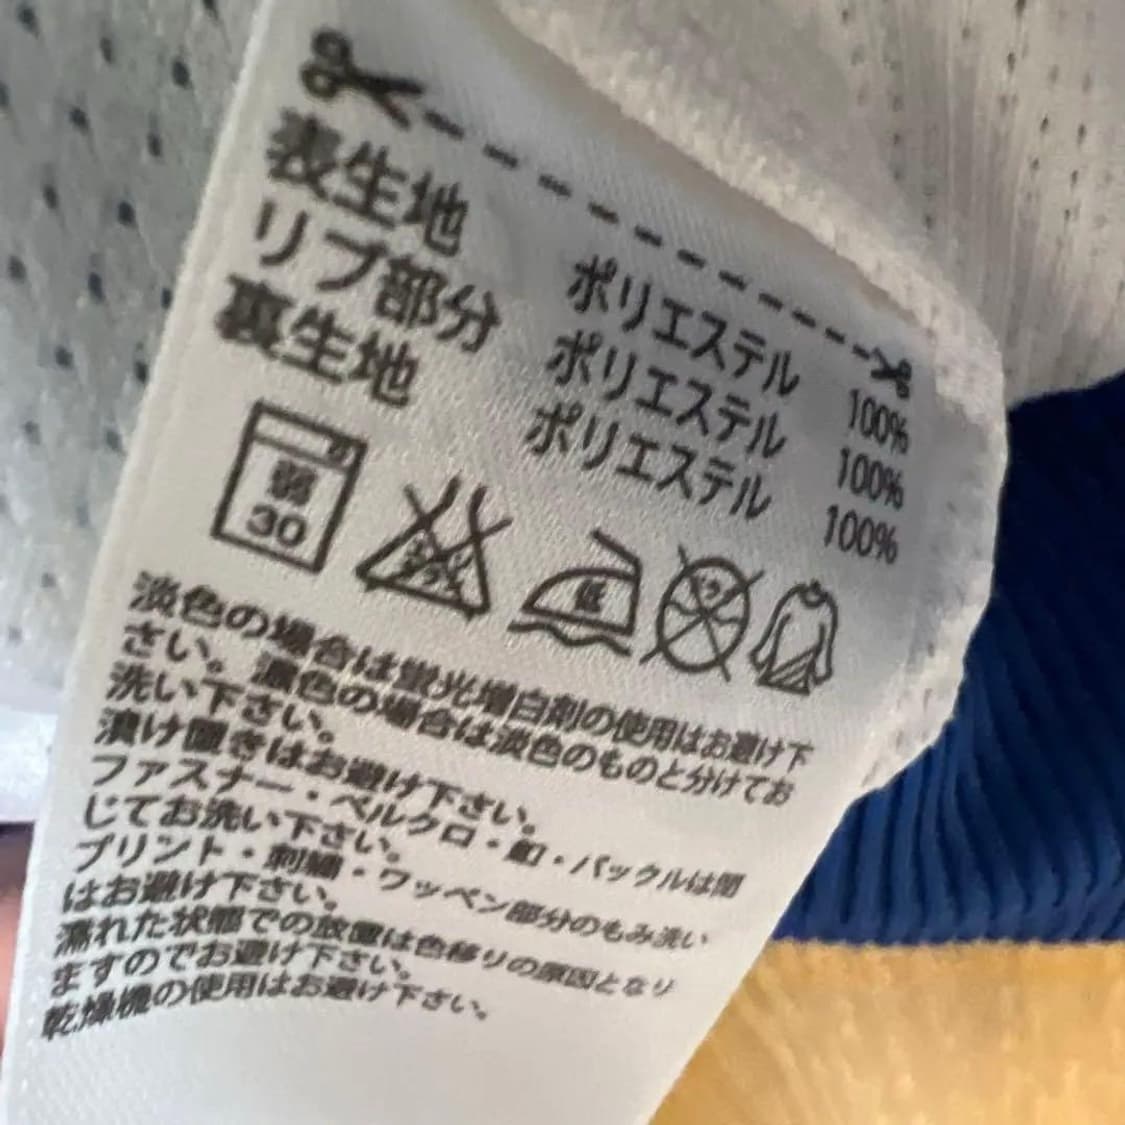 表生地 ポリエステル 100%
リブ部分 ポリエステル 100%
裏生地 ポリエステル 100%
弱
30
低
淡色の場合は蛍光増白剤の使用はお避け下
さい。濃色の場合は淡色のものと分けてお
洗い下さい。
漬け置きはお避け下さい。
ファスナー・ベルクロ・釦・バックルは閉
じてお洗い下さい。
プリント・刺繍・ワッペン部分のもみ洗い
はお避け下さい。
濡れた状態での放置は色移りの原因となり
ますのでお避け下さい。
乾燥機の使用はお避け下さい。